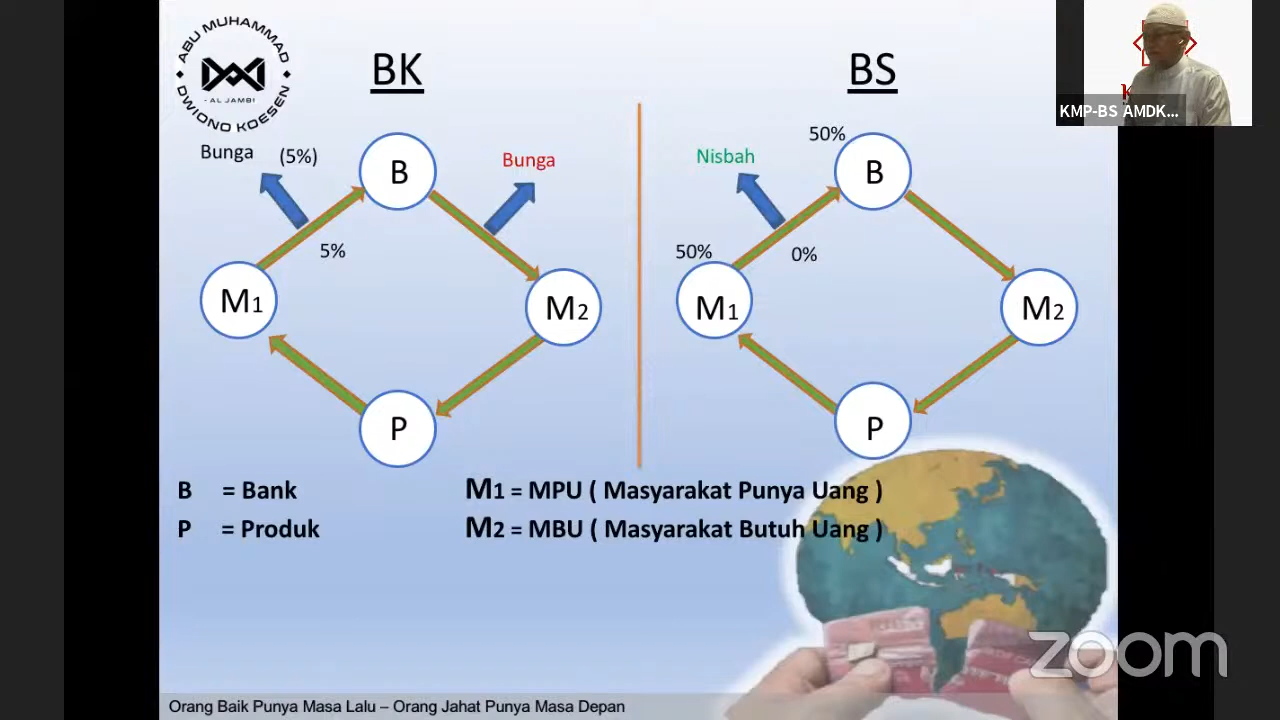 ABU MUHAMMAD
DWIONO KOESEN
- AL JAMBI -
BK
BS
KMP-BS AMDK...
Bunga (5%)
B
Bunga
5%
M1
M2
P
Nisbah
50%
B
50%
0%
M1
M2
P
B = Bank
M1 = MPU ( Masyarakat Punya Uang )
P = Produk
M2 = MBU ( Masyarakat Butuh Uang )
zoom
Orang Baik Punya Masa Lalu – Orang Jahat Punya Masa Depan